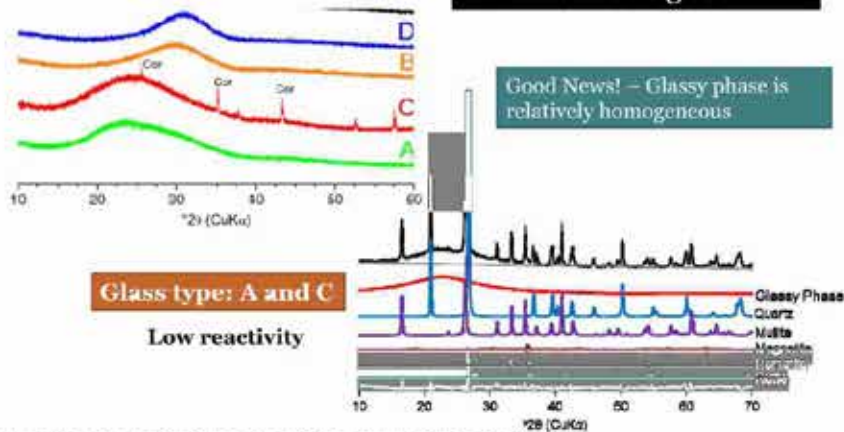 D
B
Cor
Cor
Cor
C
A
10 20 30 40 50 60
°2θ (CuKα)
Good News! – Glassy phase is
relatively homogeneous
Glass type: A and C
Low reactivity
Glassy Phase
Quartz
Mullite
10 20 30 40 50 60 70
°2θ (CuKα)